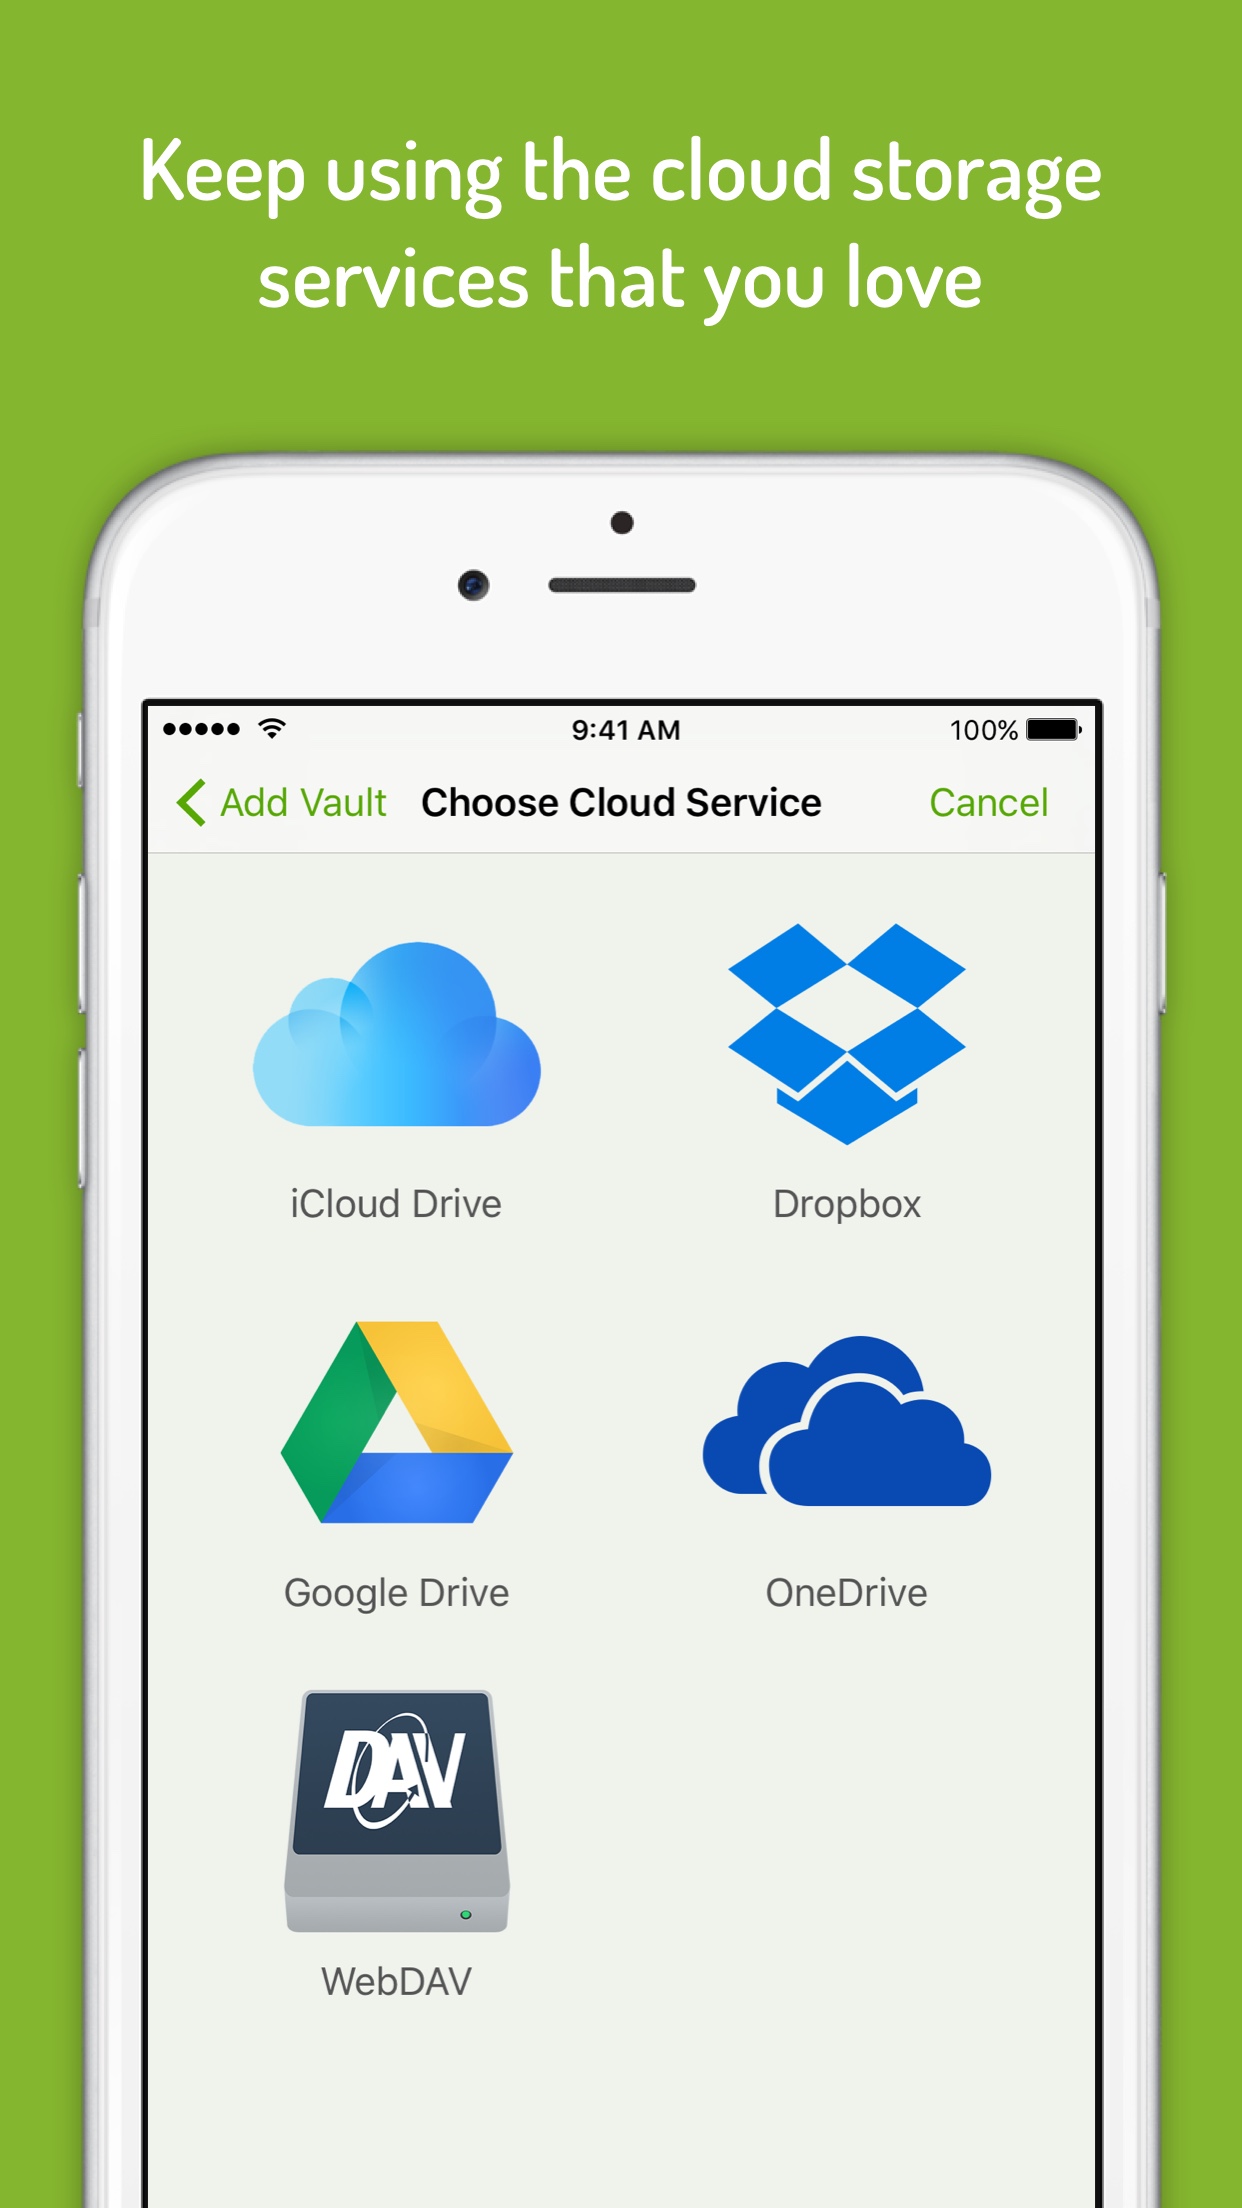 Keep using the cloud storage
services that you love
9:41 AM
100%
Add Vault
Choose Cloud Service
Cancel
iCloud Drive
Dropbox
Google Drive
OneDrive
DAV
WebDAV